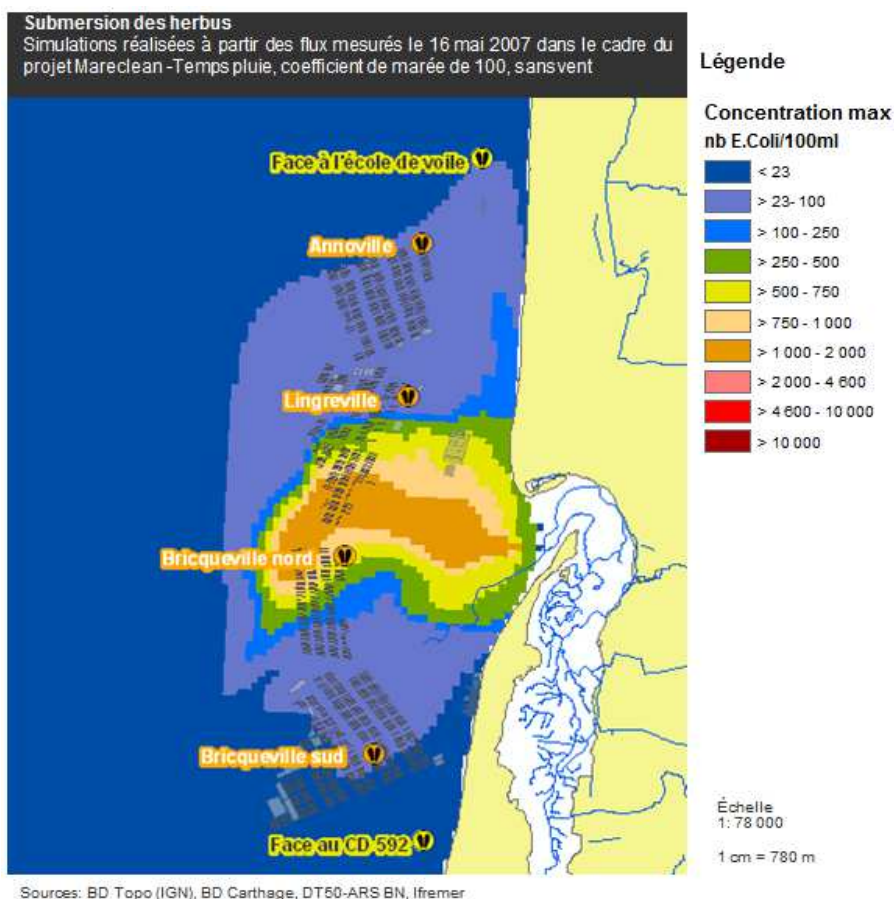 Submersion des herbus
Simulations réalisées à partir des flux mesurés le 16 mai 2007 dans le cadre du
projet Mareclean -Temps pluie, coefficient de marée de 100, sans vent
Face à l'école de voile
Annoville
Lingreville
Bricqueville nord
Bricqueville sud
Face au CD 592
Légende
Concentration max
nb E.Coli/100ml
< 23
> 23- 100
> 100 - 250
> 250 - 500
> 500 - 750
> 750 - 1 000
> 1 000 - 2 000
> 2 000 - 4 600
> 4 600 - 10 000
> 10 000
Échelle
1: 78 000
1 cm = 780 m
Sources: BD Topo (IGN), BD Carthage, DT50-ARS BN, Ifremer